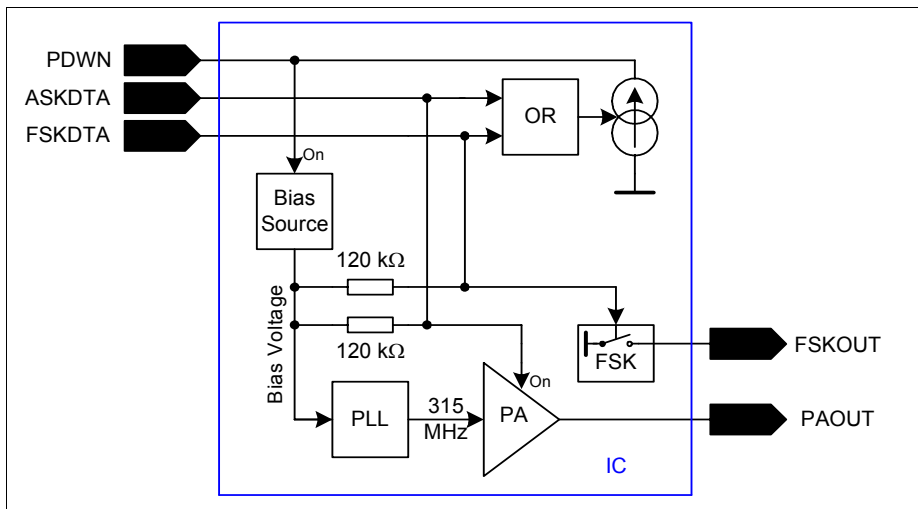 PDWN
ASKDTA
FSKDTA
OR
On
Bias
Source
120 kΩ
Bias Voltage
120 kΩ
FSK
FSKOUT
On
PLL
315
MHz
PA
PAOUT
IC